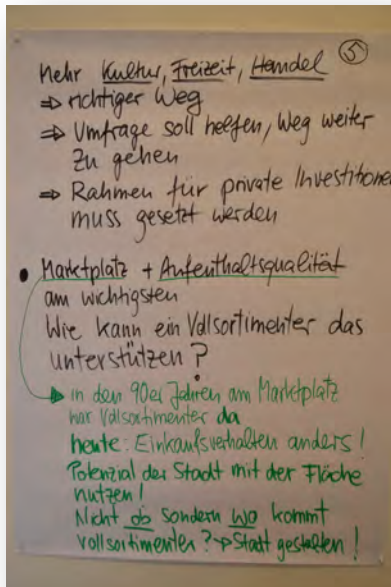 5
Mehr Kultur, Freizeit, Handel
⇒ richtiger Weg
⇒ Umfrage soll helfen, Weg weiter
zu gehen
⇒ Rahmen für private Investitionen
muss gesetzt werden
• Marktplatz + Aufenthaltsqualität
am wichtigsten
Wie kann ein Vollsortimenter das
unterstützen?
in den 90er Jahren am Marktplatz
war Vollsortimenter da
heute: Einkaufsverhalten anders!
Potenzial der Stadt mit der Fläche
nutzen!
Nicht ob sondern wo kommt
Vollsortimenter? → Stadt gestalten!